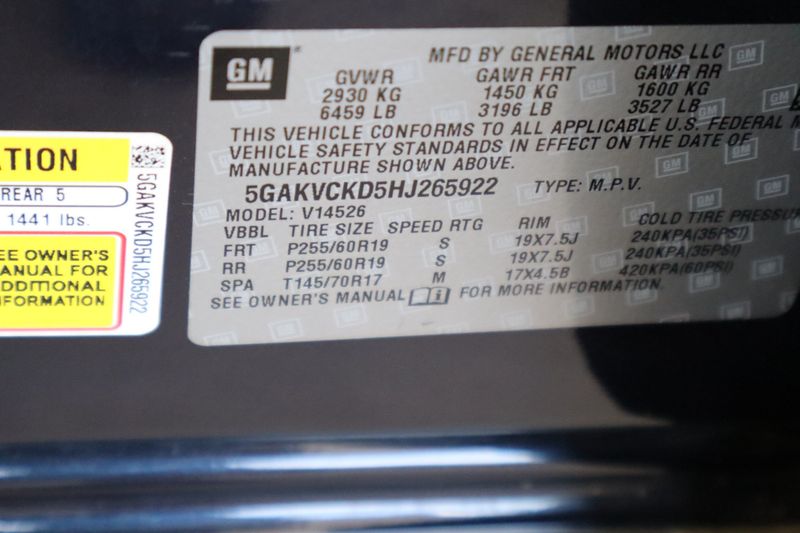 ATION
REAR 5
1441 lbs.
SEE OWNER'S
MANUAL FOR
ADDITIONAL
INFORMATION
5GAKVCKD5HJ265922
GM
MFD BY GENERAL MOTORS LLC
GVWR GAWR FRT GAWR RR
2930 KG 1450 KG 1600 KG
6459 LB 3196 LB 3527 LB
THIS VEHICLE CONFORMS TO ALL APPLICABLE U.S. FEDERAL M
VEHICLE SAFETY STANDARDS IN EFFECT ON THE DATE OF
MANUFACTURE SHOWN ABOVE.
5GAKVCKD5HJ265922 TYPE: M.P.V.
MODEL: V14526
VBBL TIRE SIZE SPEED RTG RIM COLD TIRE PRESSU
FRT P255/60R19 S 19X7.5J 240KPA(35PSI)
RR P255/60R19 S 19X7.5J 240KPA(35PSI)
SPA T145/70R17 M 17X4.5B 420KPA(60PSI)
SEE OWNER'S MANUAL i FOR MORE INFORMATION.